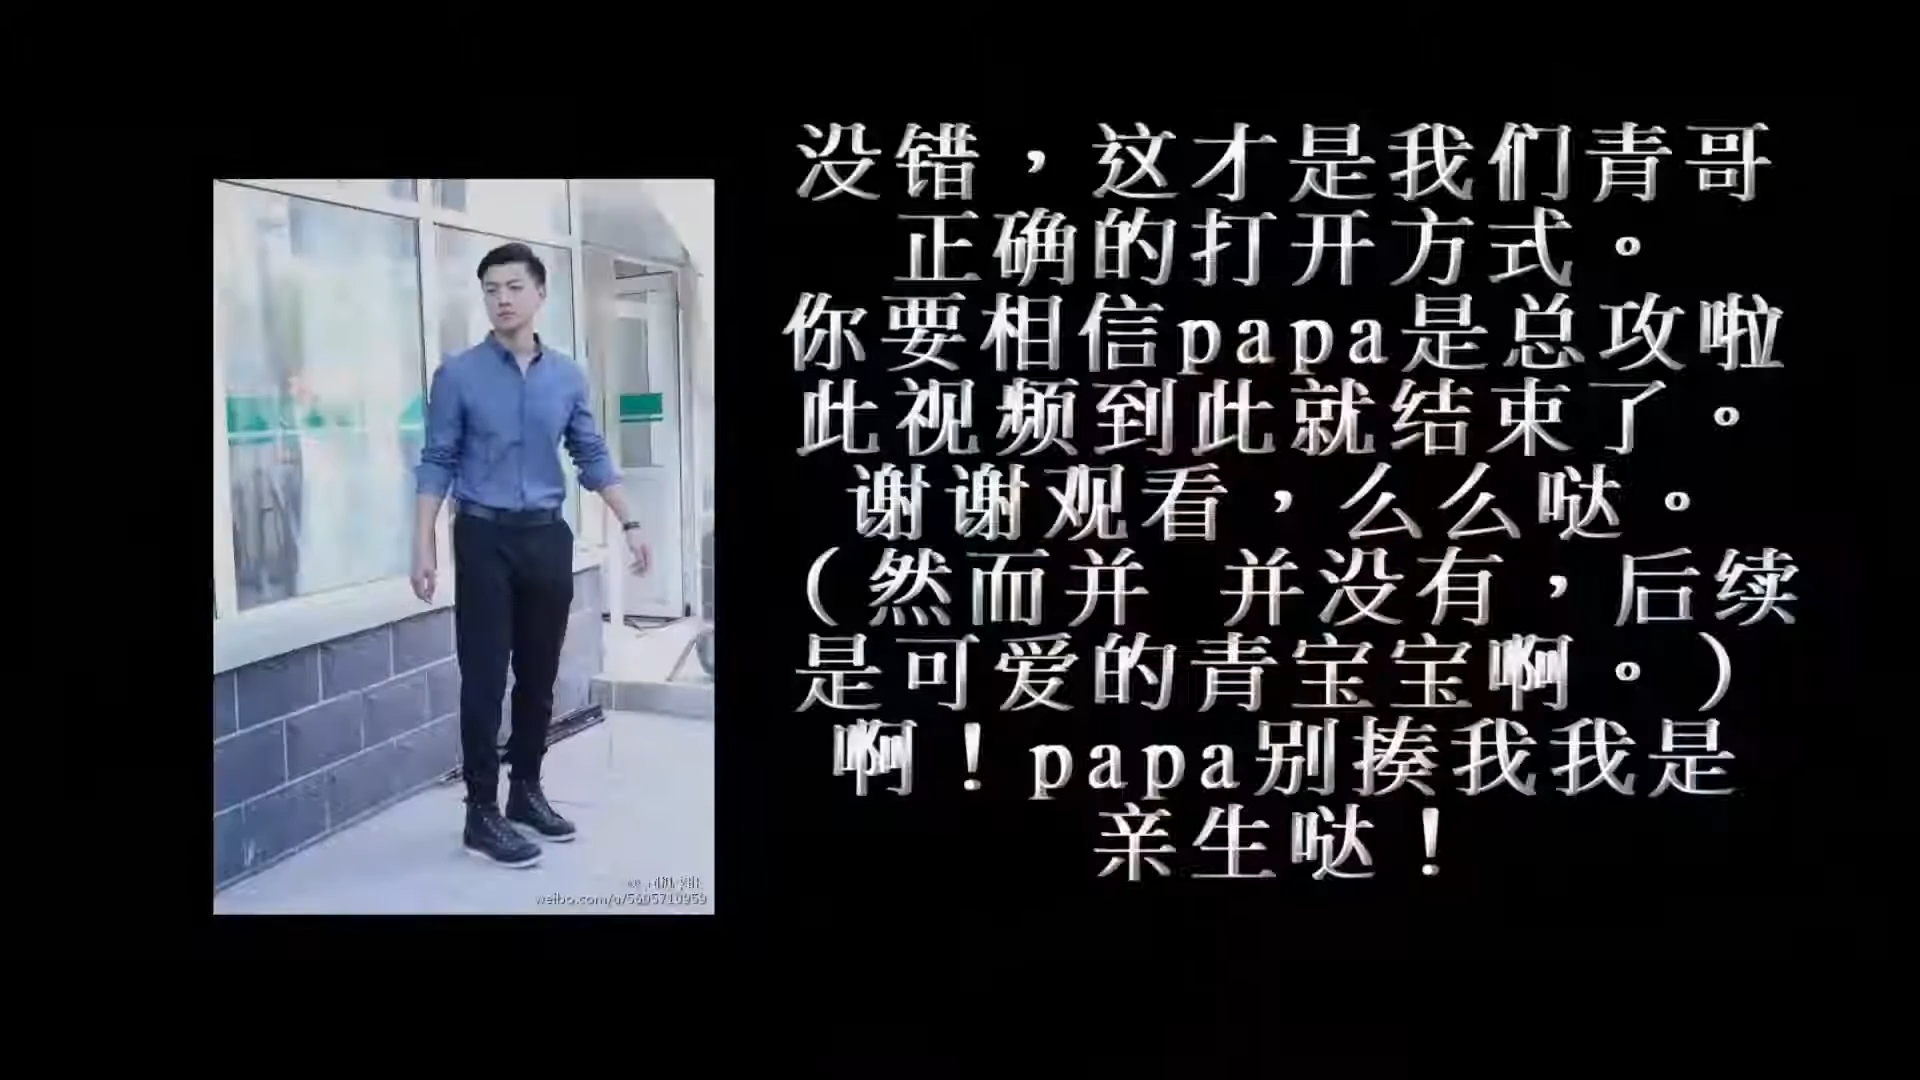 没错，这才是我们青哥
正确的打开方式。
你要相信papa是总攻啦
此视频到此就结束了。
谢谢观看，么么哒。
（然而并 并没有，后续
是可爱的青宝宝啊。）
啊！papa别揍我我是
亲生哒！
weibo.com/u/5605710959